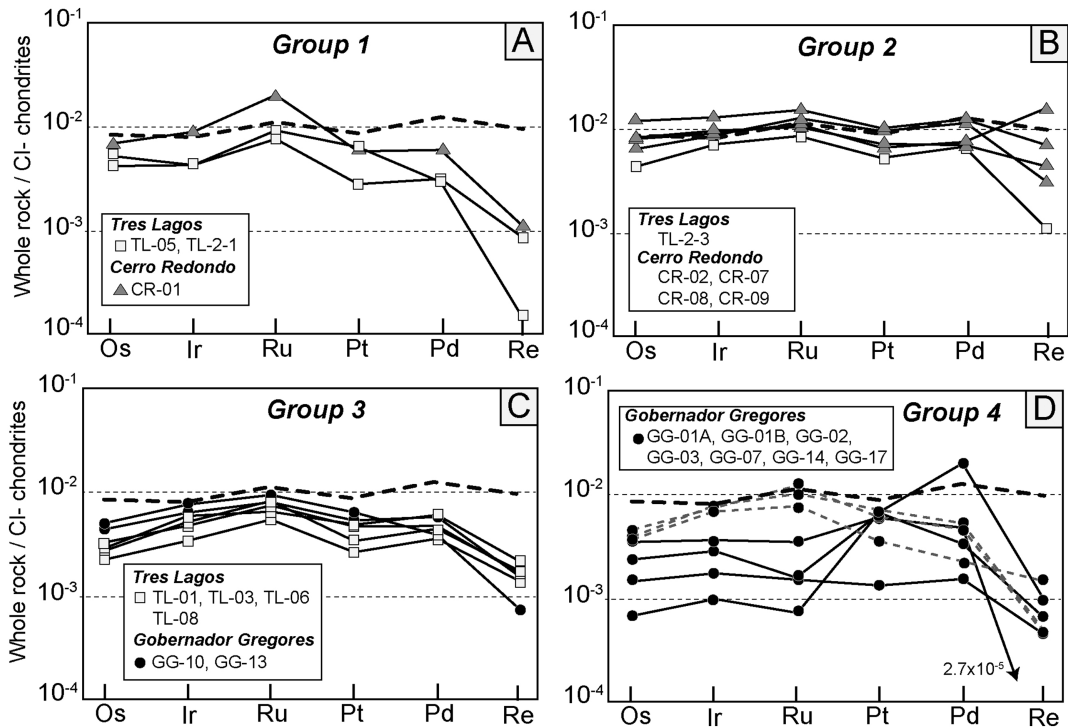 Whole rock / CI- chondrites
10-1
10-2
10-3
10-4
Group 1
A
Tres Lagos
TL-05, TL-2-1
Cerro Redondo
CR-01
Os Ir Ru Pt Pd Re
10-1
10-2
10-3
10-4
Group 2
B
Tres Lagos
TL-2-3
Cerro Redondo
CR-02, CR-07
CR-08, CR-09
Os Ir Ru Pt Pd Re
Whole rock / CI- chondrites
10-1
10-2
10-3
10-4
Group 3
C
Tres Lagos
TL-01, TL-03, TL-06
TL-08
Gobernador Gregores
GG-10, GG-13
Os Ir Ru Pt Pd Re
10-1
10-2
10-3
10-4
Gobernador Gregores
GG-01A, GG-01B, GG-02,
GG-03, GG-07, GG-14, GG-17
Group 4
D
2.7x10-5
Os Ir Ru Pt Pd Re